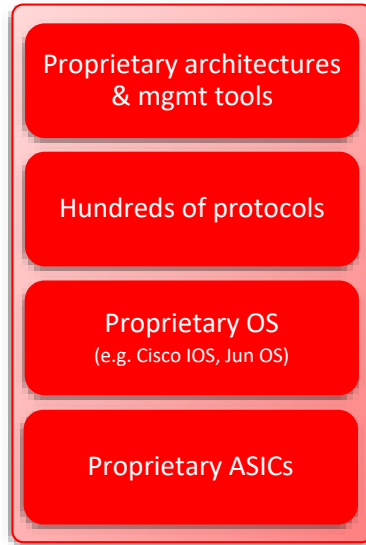 Proprietary architectures
& mgmt tools
Hundreds of protocols
Proprietary OS
(e.g. Cisco IOS, Jun OS)
Proprietary ASICs